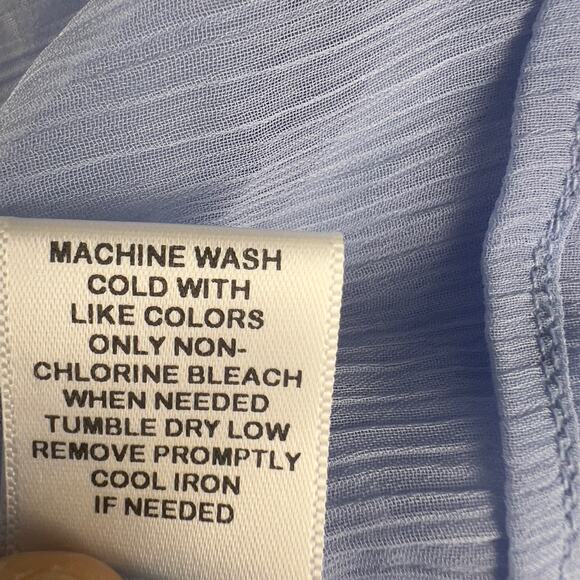 MACHINE WASH
COLD WITH
LIKE COLORS
ONLY NON-
CHLORINE BLEACH
WHEN NEEDED
TUMBLE DRY LOW
REMOVE PROMPTLY
COOL IRON
IF NEEDED